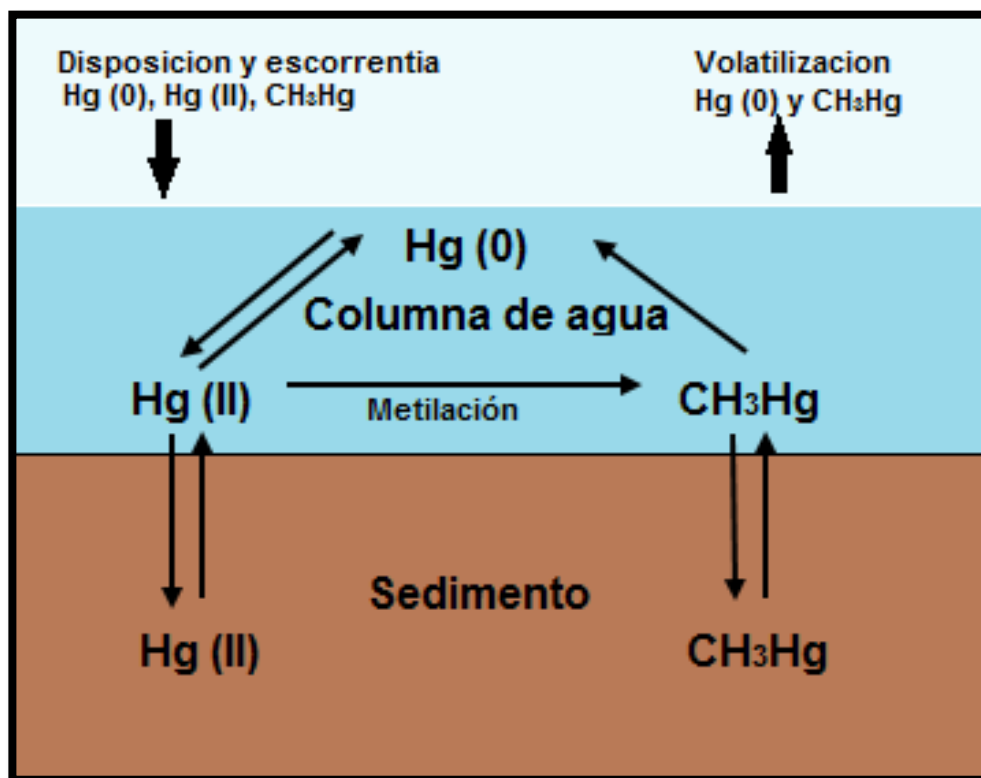 Disposicion y escorrentia
Hg (0), Hg (II), CH₃Hg
Volatilizacion
Hg (0) y CH₃Hg
Hg (0)
Columna de agua
Hg (II)
Metilación
CH₃Hg
Sedimento
Hg (II)
CH₃Hg